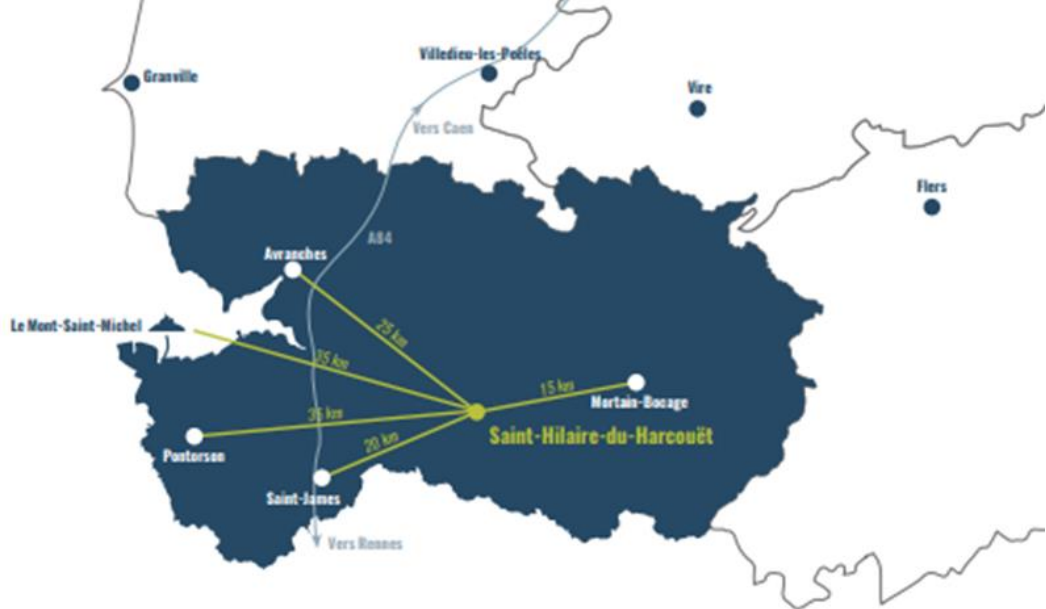 Villedieu-les-Poêles
Granville
Vire
Vers Caen
Flers
A84
Avranches
Le Mont-Saint-Michel
25 km
35 km
15 km
Mortain-Bocage
35 km
Saint-Hilaire-du-Harcouët
20 km
Pontorson
Saint-James
Vers Rennes